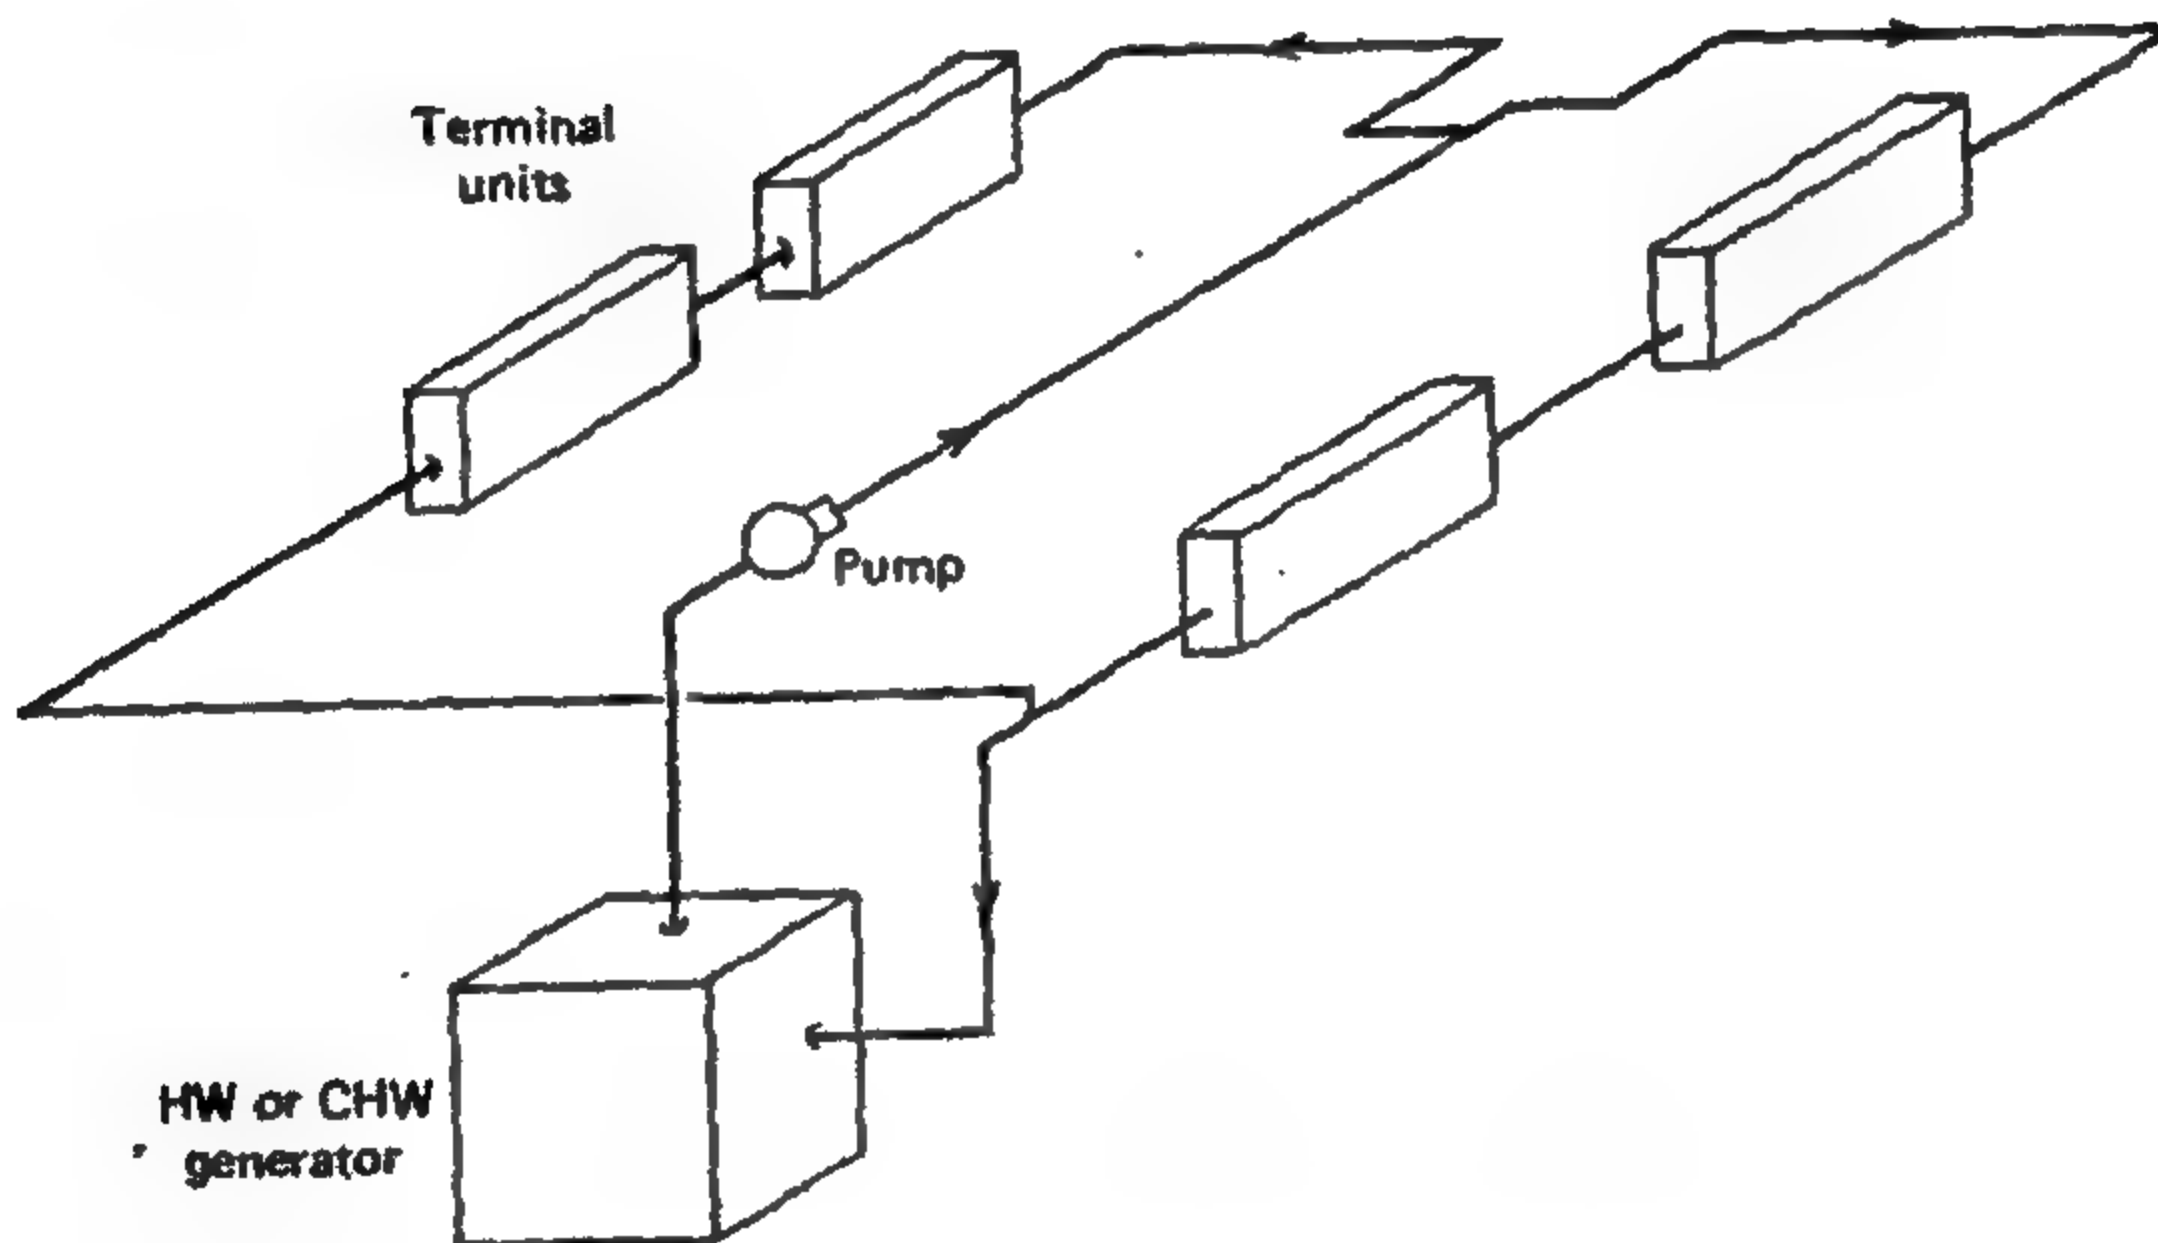 Terminal
units
Pump
HW or CHW
generator